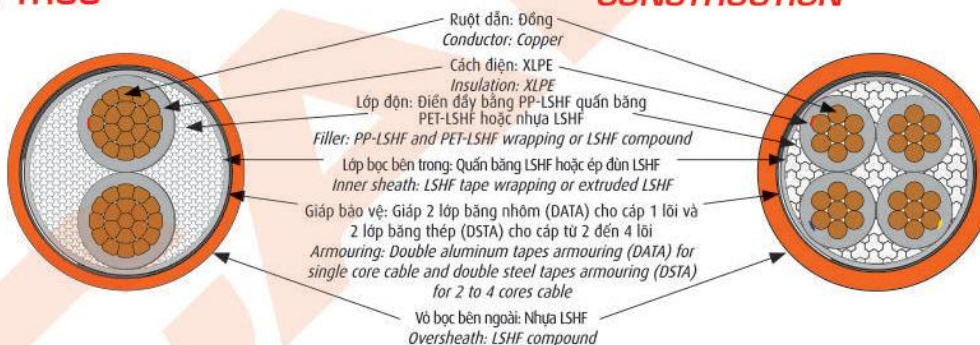 CONSTRUCTION
Ruột dẫn: Đồng
Conductor: Copper
Cách điện: XLPE
Insulation: XLPE
Lớp độn: Điền đầy bằng PP-LSHF quấn băng
PET-LSHF hoặc nhựa LSHF
Filler: PP-LSHF and PET-LSHF wrapping or LSHF compound
Lớp bọc bên trong: Quấn băng LSHF hoặc ép đùn LSHF
Inner sheath: LSHF tape wrapping or extruded LSHF
Giáp bảo vệ: Giáp 2 lớp băng nhôm (DATA) cho cáp 1 lõi và
2 lớp băng thép (DSTA) cho cáp từ 2 đến 4 lõi
Armouring: Double aluminum tapes armouring (DATA) for
single core cable and double steel tapes armouring (DSTA)
for 2 to 4 cores cable
Vỏ bọc bên ngoài: Nhựa LSHF
Oversheath: LSHF compound